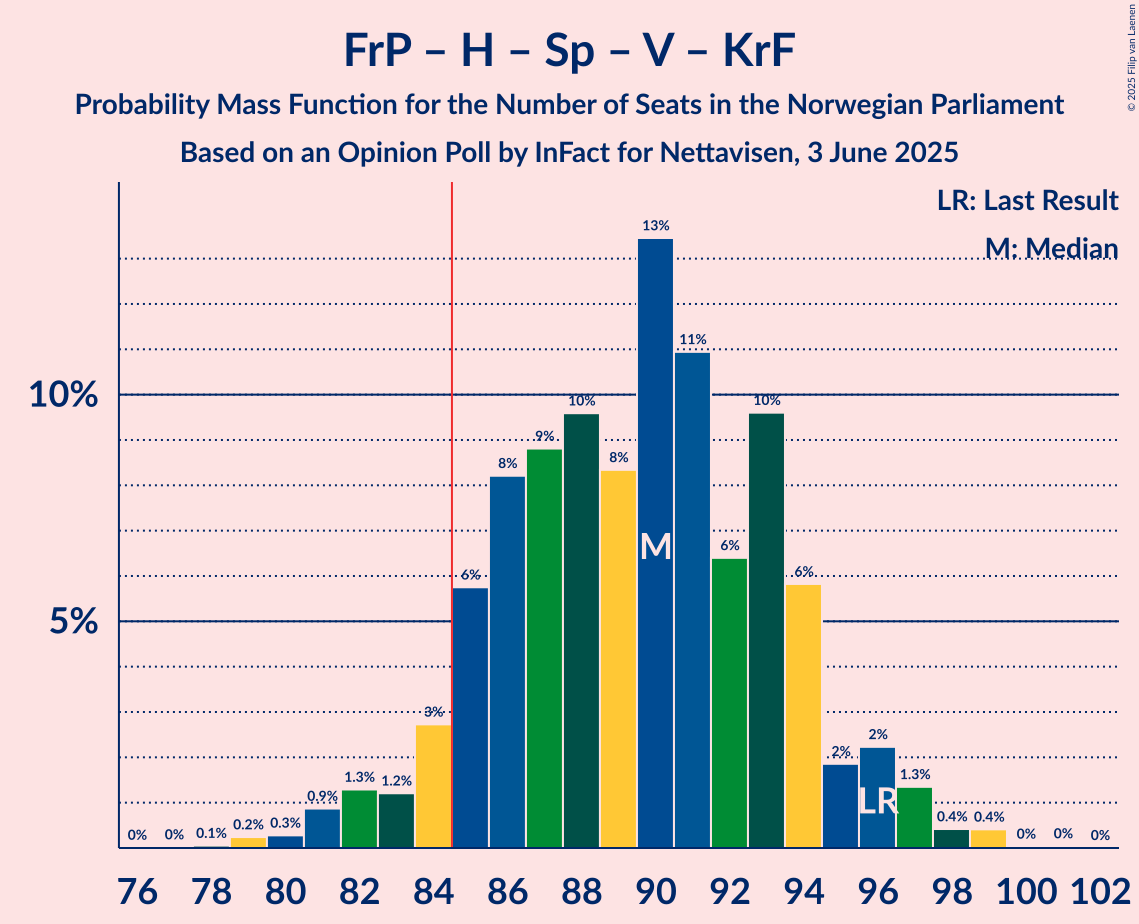 © 2025 Filip van Laenen
FrP – H – Sp – V – KrF
Probability Mass Function for the Number of Seats in the Norwegian Parliament
Based on an Opinion Poll by InFact for Nettavisen, 3 June 2025
LR: Last Result
M: Median
10%
5%
0% 0% 0.1% 0.2% 0.3% 0.9% 1.3% 1.2% 3% 6% 8% 9% 10% 8% 13% 11% 6% 10% 6% 2% 2% 1.3% 0.4% 0.4% 0% 0% 0%
M
LR
76 78 80 82 84 86 88 90 92 94 96 98 100 102